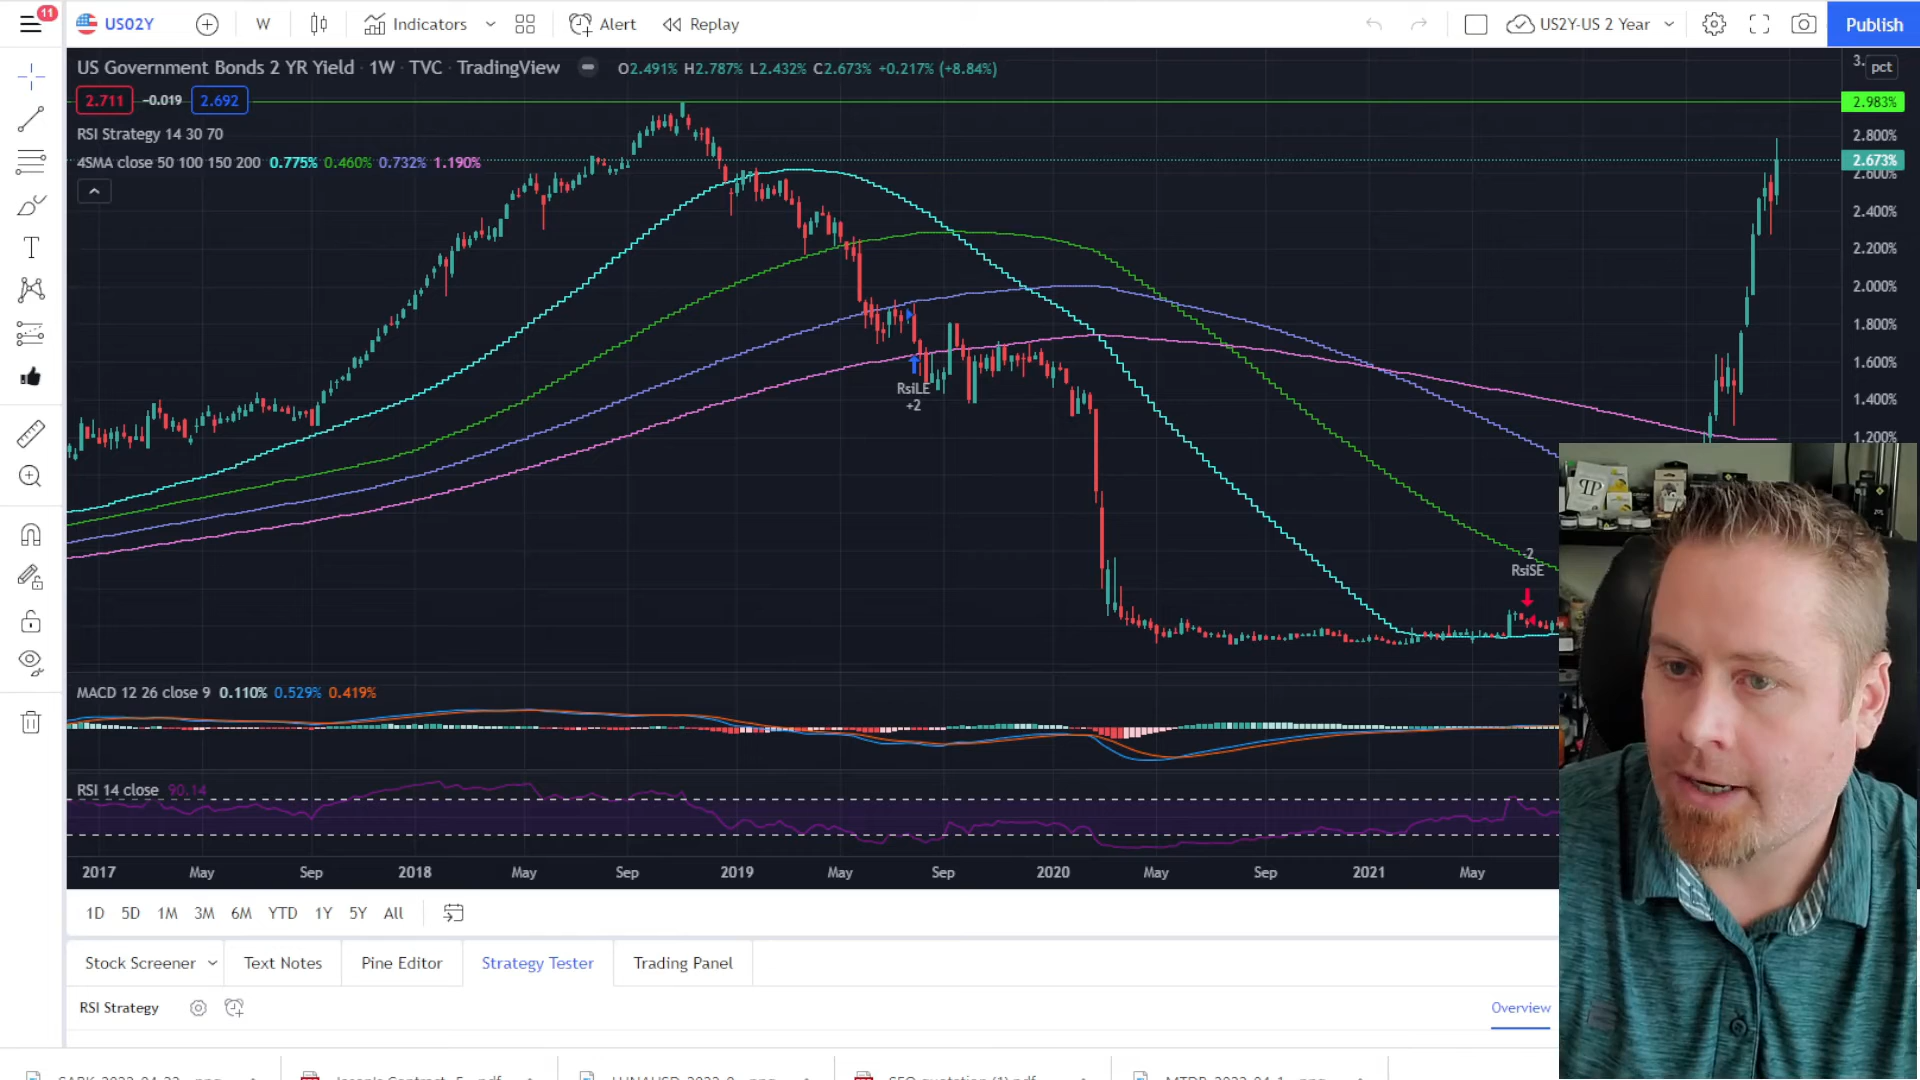 11
US02Y
W
Indicators
Alert
Replay
US2Y-US 2 Year
Publish
US Government Bonds 2 YR Yield · 1W · TVC · TradingView
O2.491% H2.787% L2.432% C2.673% +0.217% (+8.84%)
3.
pct
2.711
-0.019
2.692
2.983%
RSI Strategy 14 30 70
2.800%
4SMA close 50 100 150 200 0.775% 0.460% 0.732% 1.190%
2.673%
2.600%
2.400%
2.200%
2.000%
1.800%
1.600%
1.400%
1.200%
RsiLE
+2
-2
RsiSE
MACD 12 26 close 9 0.110% 0.529% 0.419%
RSI 14 close 90.14
2017 May Sep 2018 May Sep 2019 May Sep 2020 May Sep 2021 May
1D 5D 1M 3M 6M YTD 1Y 5Y All
Stock Screener
Text Notes
Pine Editor
Strategy Tester
Trading Panel
RSI Strategy
Overview